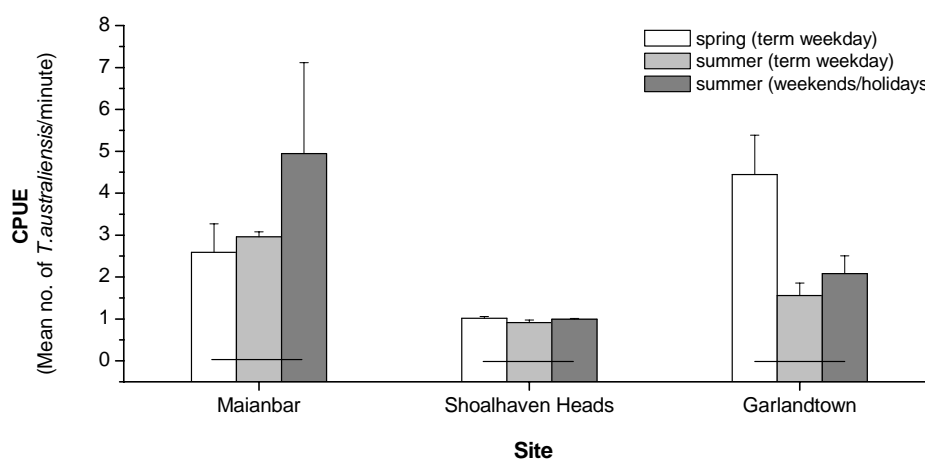 8
7
6
5
4
3
2
1
0
CPUE
(Mean no. of T.australiensis/minute)
spring (term weekday)
summer (term weekday)
summer (weekends/holidays
Maianbar
Shoalhaven Heads
Garlandtown
Site